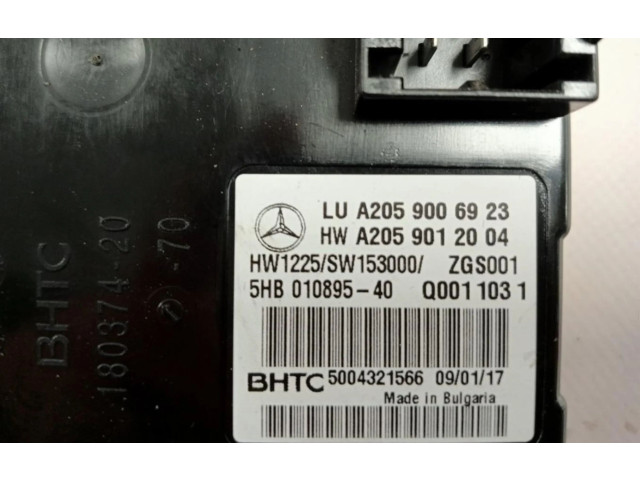 BHTC
180374-20
-70
LU A205 900 69 23
HW A205 901 20 04
HW1225/SW153000/ ZGS001
5HB 010895-40 Q001 103 1
BHTC 5004321566 09/01/17
Made in Bulgaria